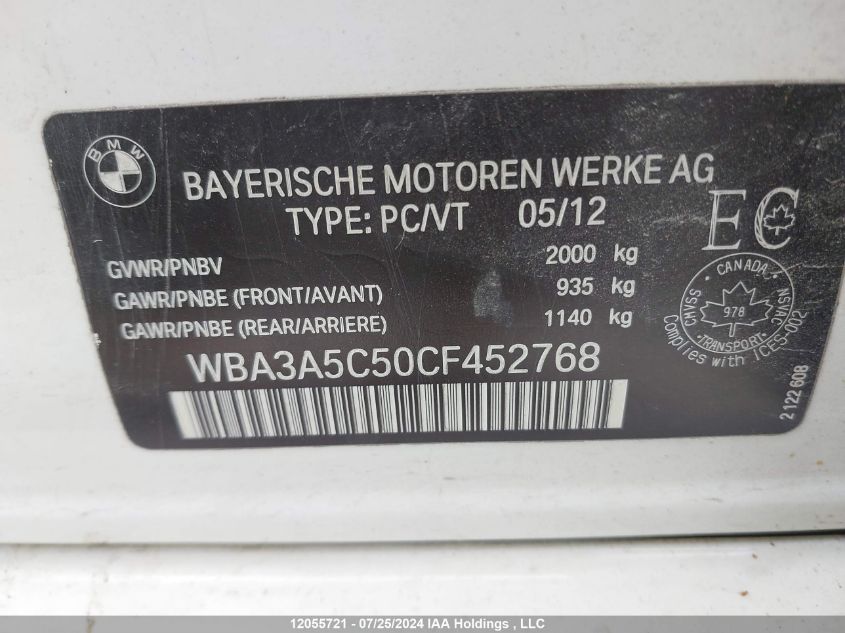 BMW
BAYERISCHE MOTOREN WERKE AG
TYPE: PC/VT 05/12
EC
GVWR/PNBV 2000 kg
GAWR/PNBE (FRONT/AVANT) 935 kg
GAWR/PNBE (REAR/ARRIERE) 1140 kg
CANADA
CMVSS
NSVAC
978
TRANSPORT
Complies with ICES-002
WBA3A5C50CF452768
2 122 608
12055721 - 07/25/2024 IAA Holdings , LLC